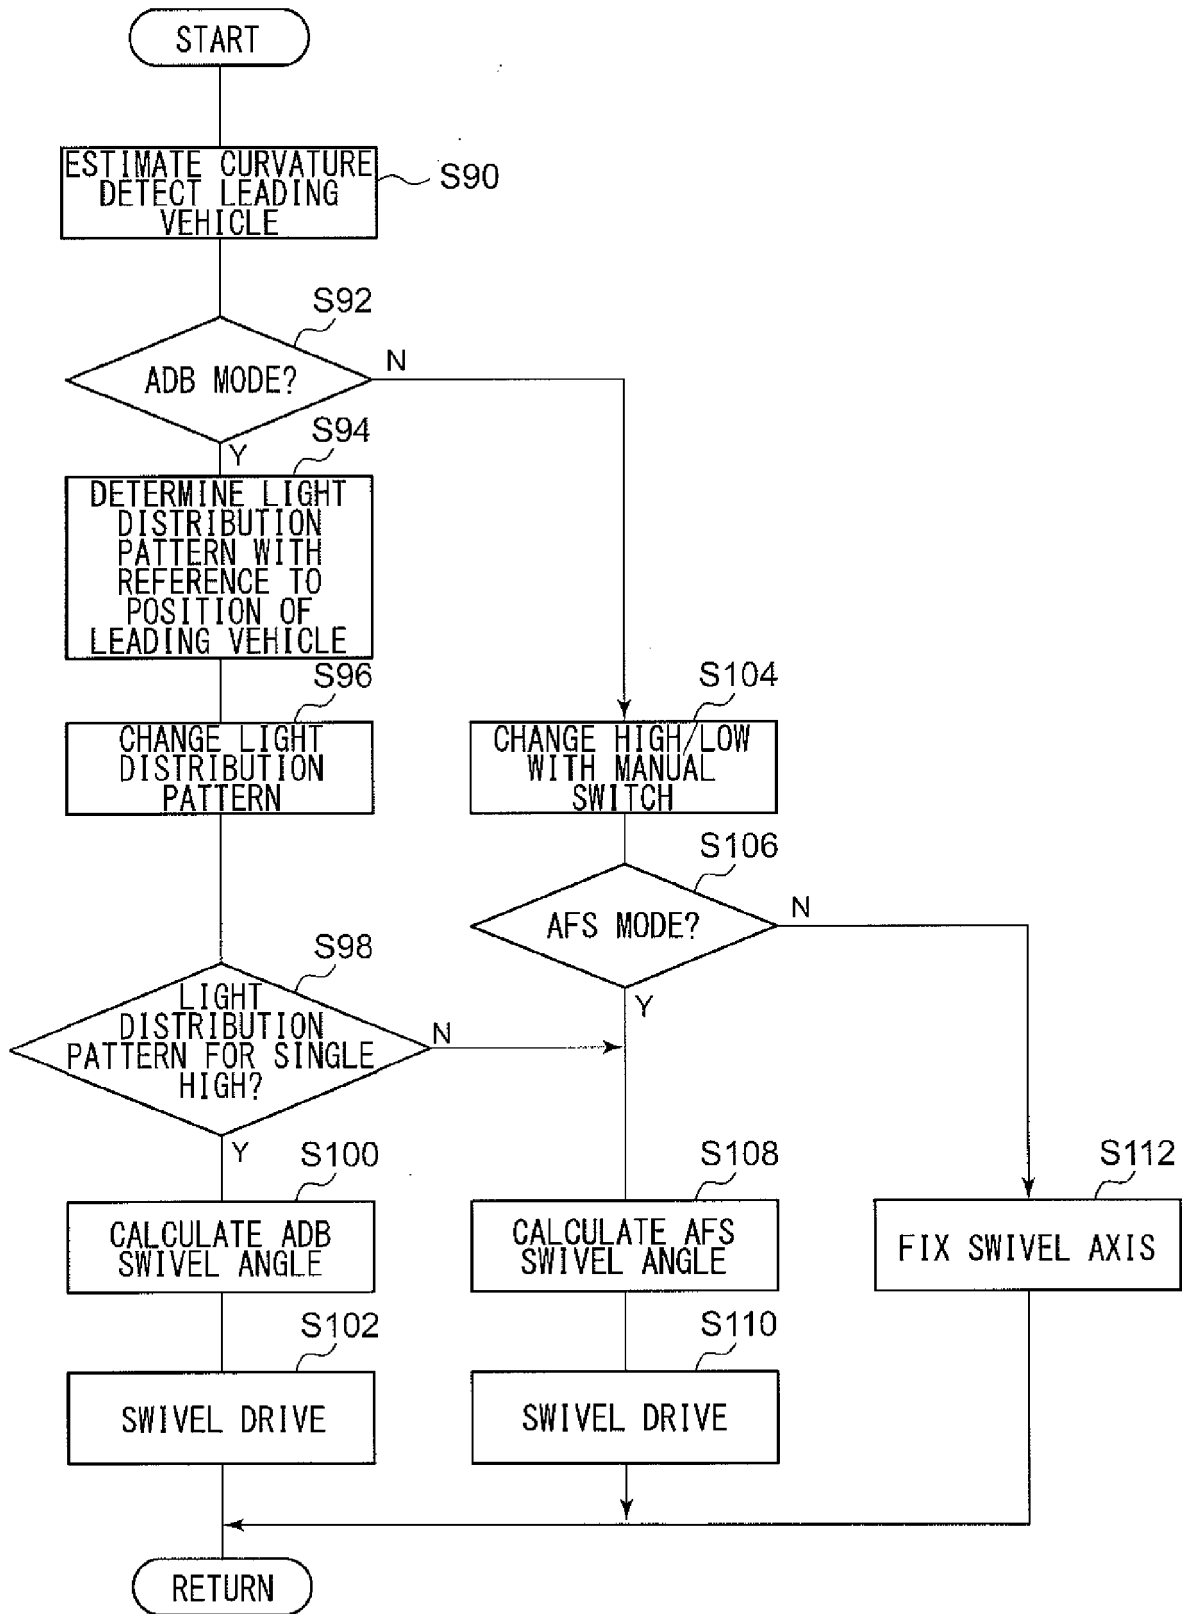 START
ESTIMATE CURVATURE
DETECT LEADING
VEHICLE
S90
S92
ADB MODE?
N
Y
S94
DETERMINE LIGHT
DISTRIBUTION
PATTERN WITH
REFERENCE TO
POSITION OF
LEADING VEHICLE
S96
CHANGE LIGHT
DISTRIBUTION
PATTERN
S104
CHANGE HIGH/LOW
WITH MANUAL
SWITCH
S106
AFS MODE?
N
Y
S98
LIGHT
DISTRIBUTION
PATTERN FOR SINGLE
HIGH?
N
Y
S100
CALCULATE ADB
SWIVEL ANGLE
S108
CALCULATE AFS
SWIVEL ANGLE
S112
FIX SWIVEL AXIS
S102
SWIVEL DRIVE
S110
SWIVEL DRIVE
RETURN